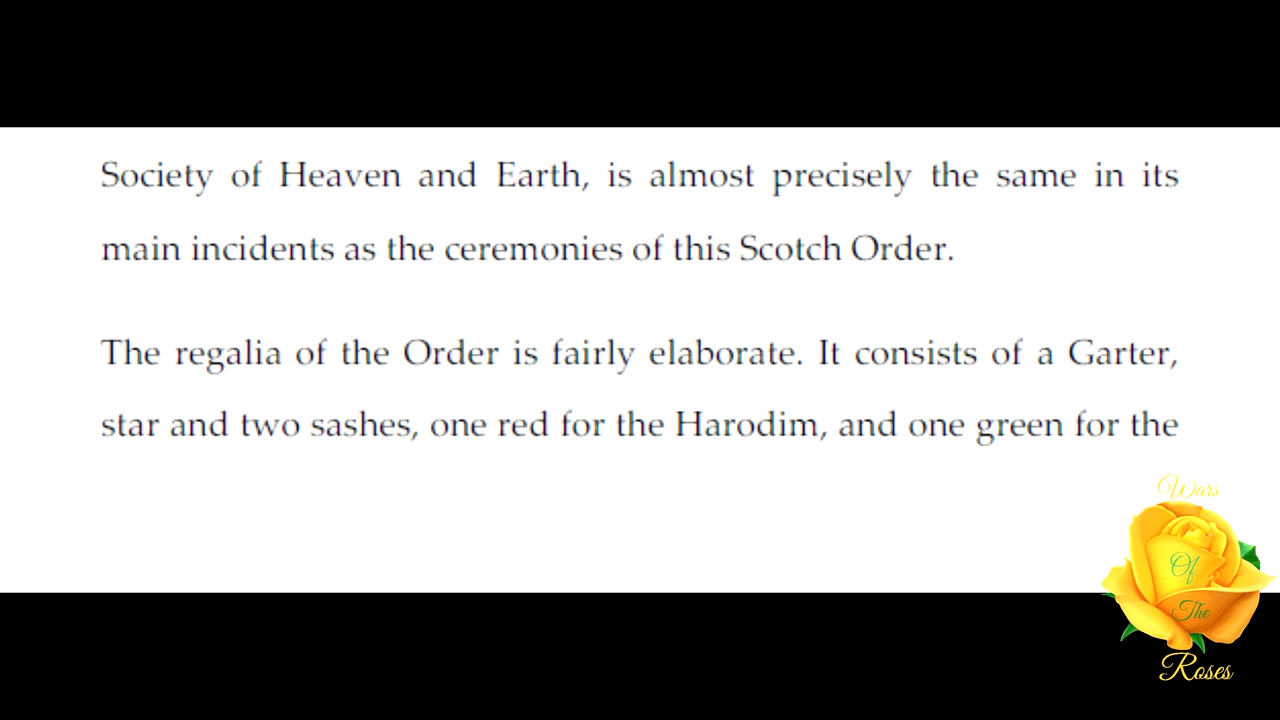 Society of Heaven and Earth, is almost precisely the same in its
main incidents as the ceremonies of this Scotch Order.
The regalia of the Order is fairly elaborate. It consists of a Garter,
star and two sashes, one red for the Harodim, and one green for the
Wars
Of
The
Roses